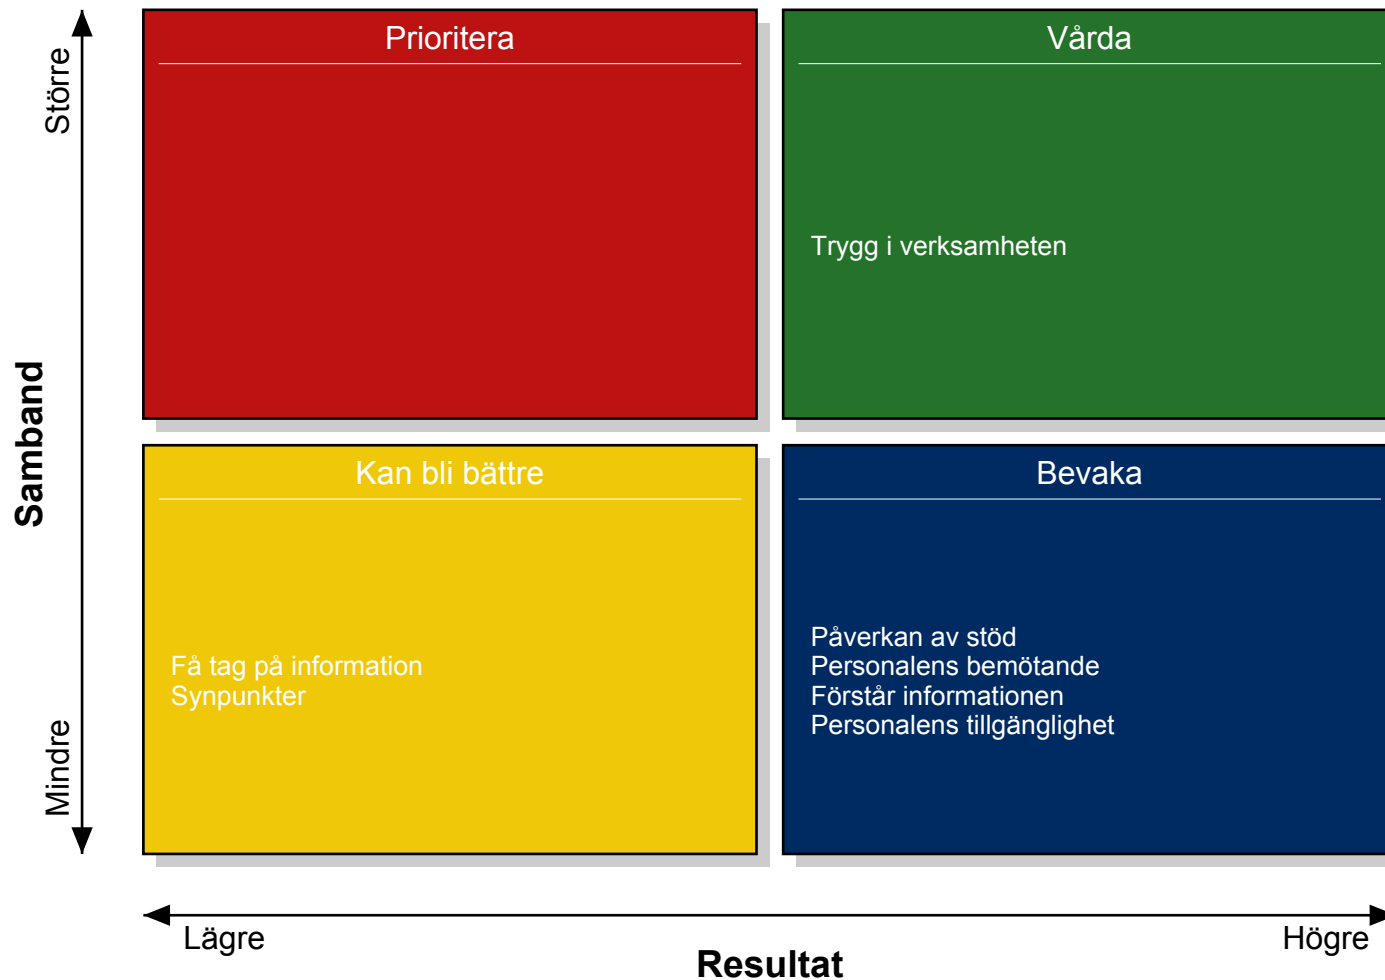 Större
Samband
Mindre
Prioritera
Vårda
Trygg i verksamheten
Kan bli bättre
Få tag på information
Synpunkter
Bevaka
Påverkan av stöd
Personalens bemötande
Förstår informationen
Personalens tillgänglighet
Lägre
Resultat
Högre